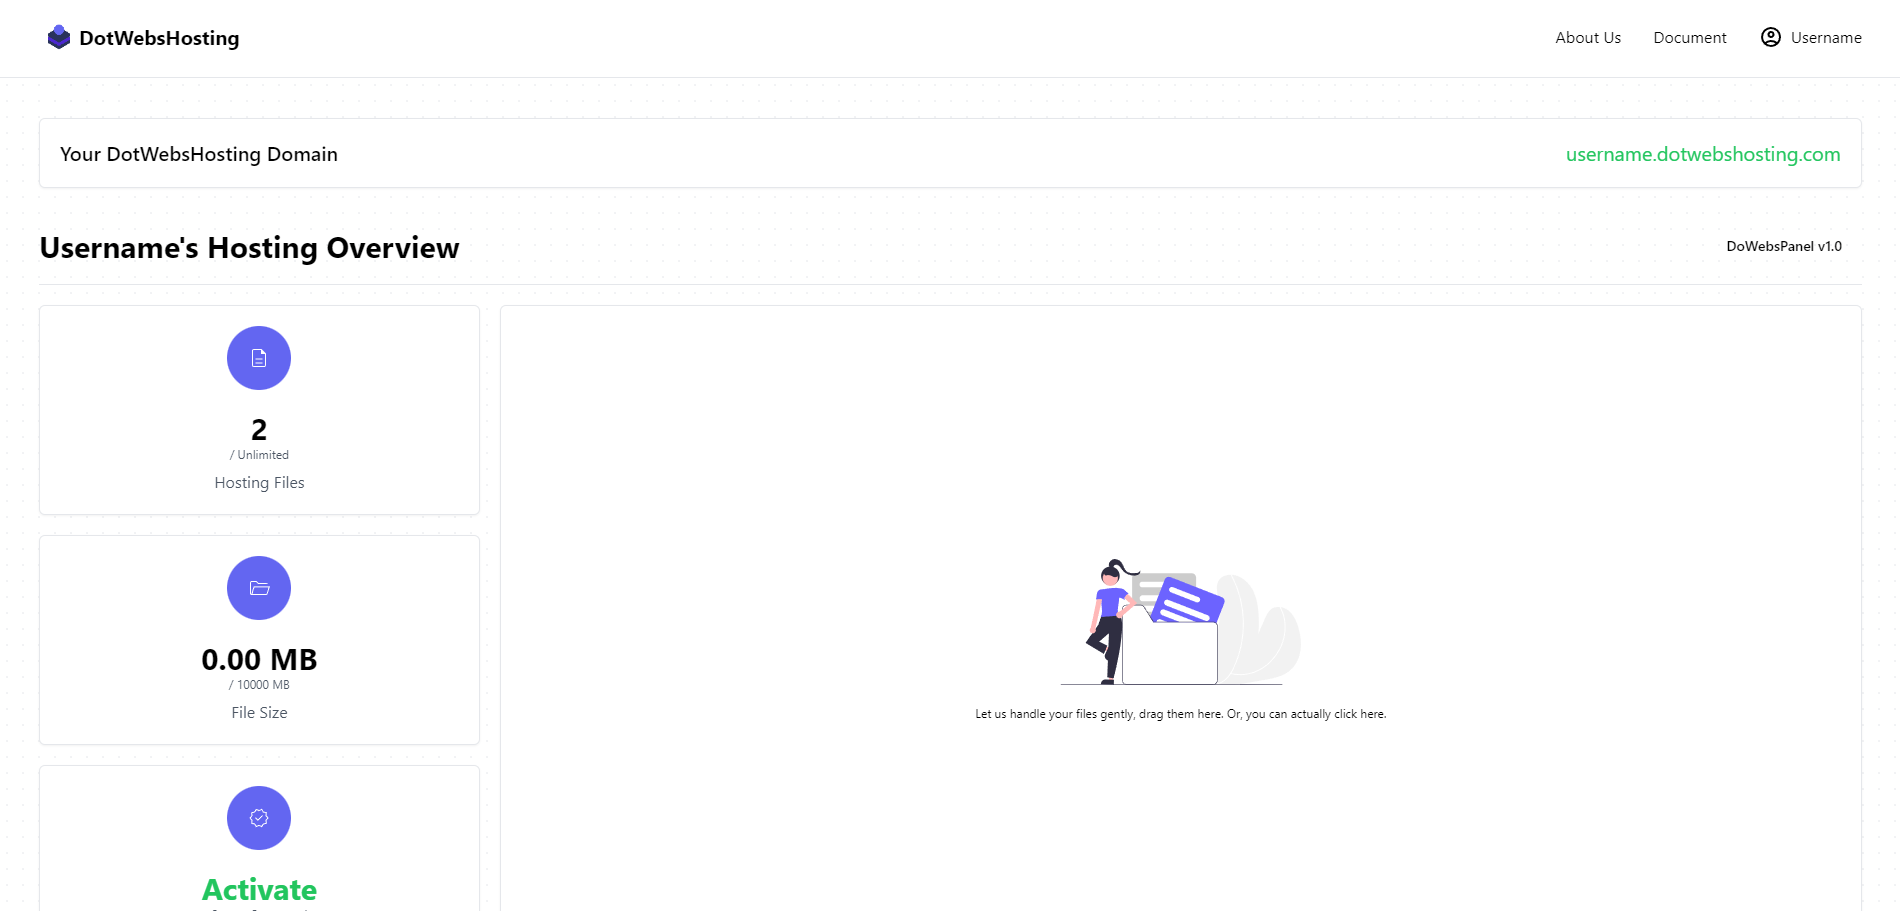 DotWebsHosting
About Us
Document
Username
Your DotWebsHosting Domain
username.dotwebshosting.com
Username's Hosting Overview
DoWebsPanel v1.0
2
/ Unlimited
Hosting Files
0.00 MB
/ 10000 MB
File Size
Activate
Let us handle your files gently, drag them here. Or, you can actually click here.